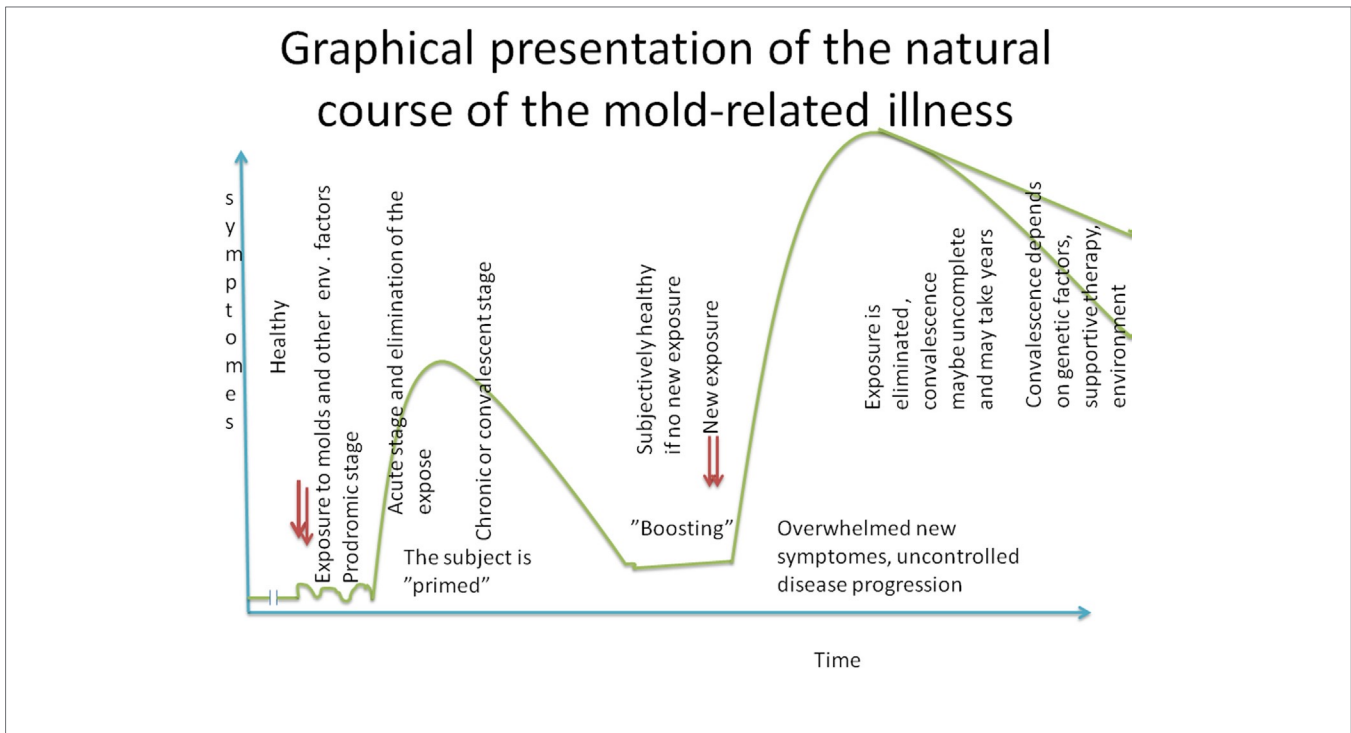 Graphical presentation of the natural
course of the mold-related illness
symptomes
Healthy
Exposure to molds and other env . factors
Prodromic stage
Acute stage and elimination of the
expose
Chronic or convalescent stage
The subject is
”primed”
Subjectively healthy
if no new exposure
New exposure
”Boosting”
Overwhelmed new
symptomes, uncontrolled
disease progression
Exposure is
eliminated,
convalescence
maybe uncomplete
and may take years
Convalescence depends
on genetic factors,
supportive therapy,
environment
Time